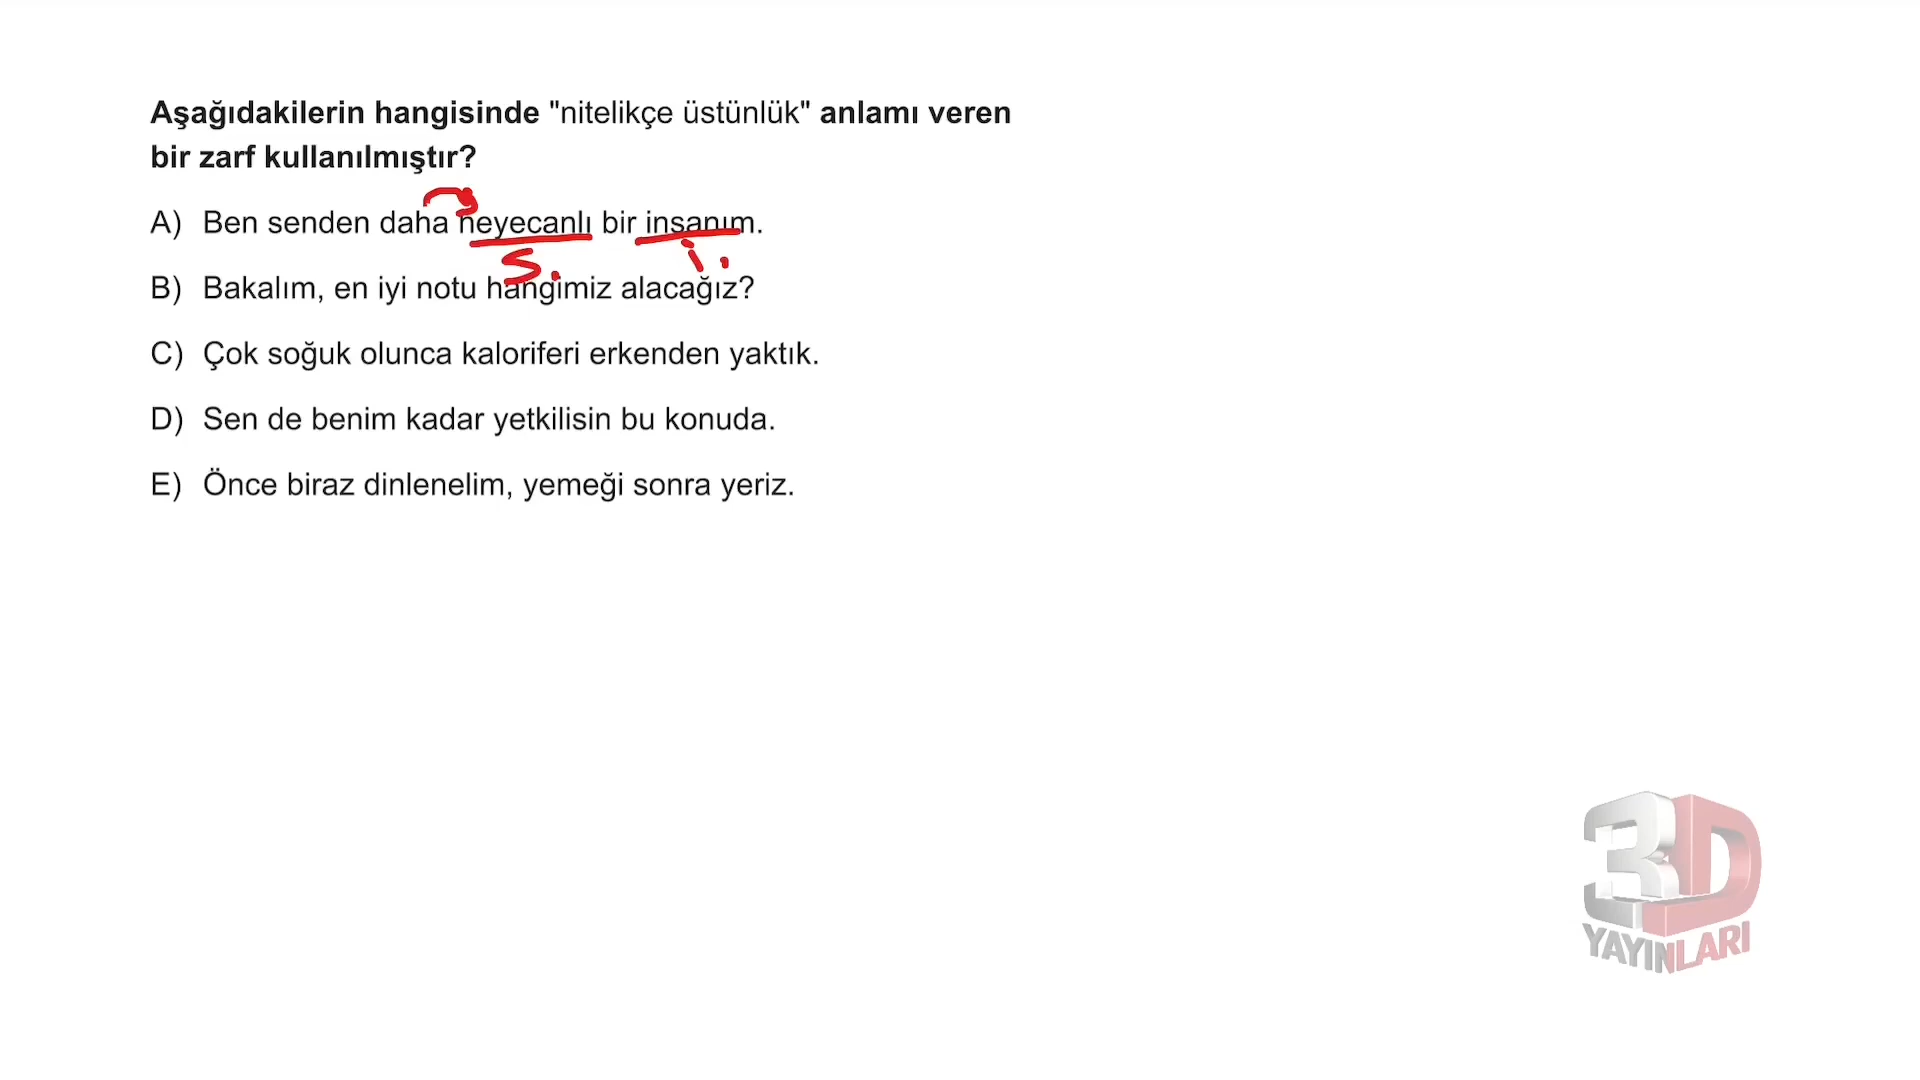 Aşağıdakilerin hangisinde "nitelikçe üstünlük" anlamı veren
bir zarf kullanılmıştır?
A) Ben senden daha heyecanlı bir insanım.
S. İ.
B) Bakalım, en iyi notu hangimiz alacağız?
C) Çok soğuk olunca kaloriferi erkenden yaktık.
D) Sen de benim kadar yetkilisin bu konuda.
E) Önce biraz dinlenelim, yemeği sonra yeriz.
3D
YAYINLARI